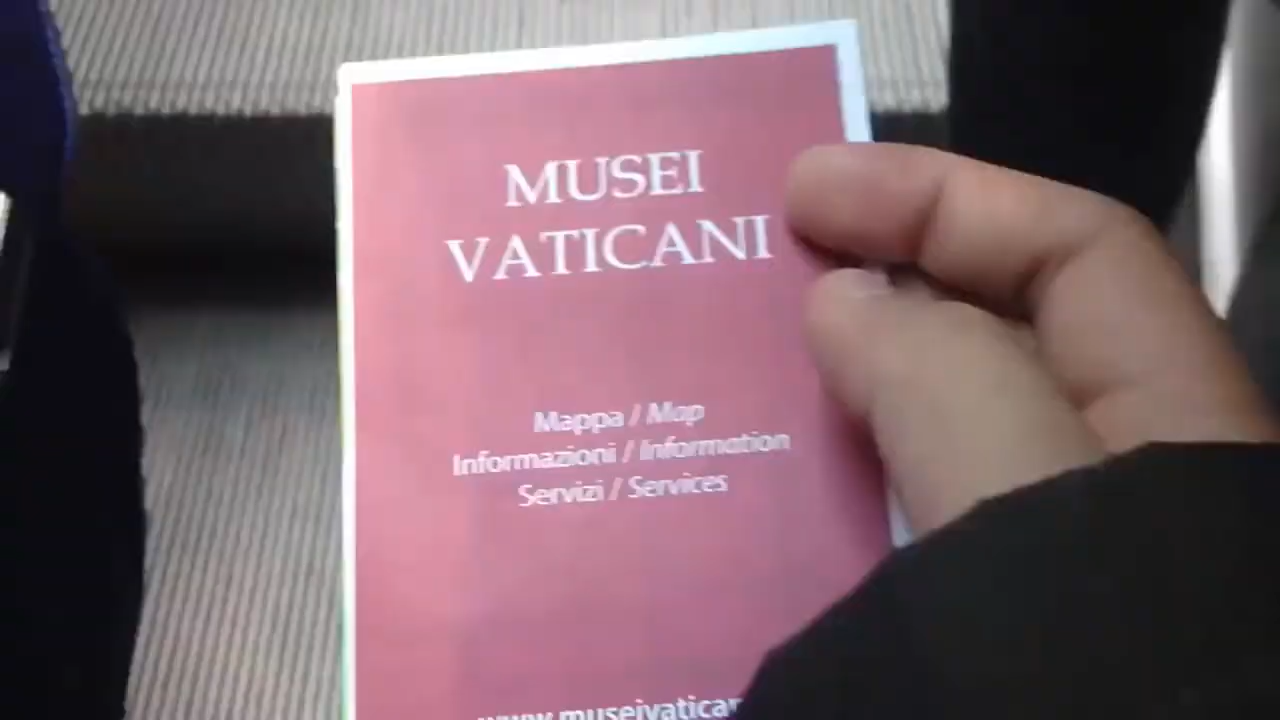 MUSEI
VATICANI
Mappa / Map
Informazioni / Information
Servizi / Services